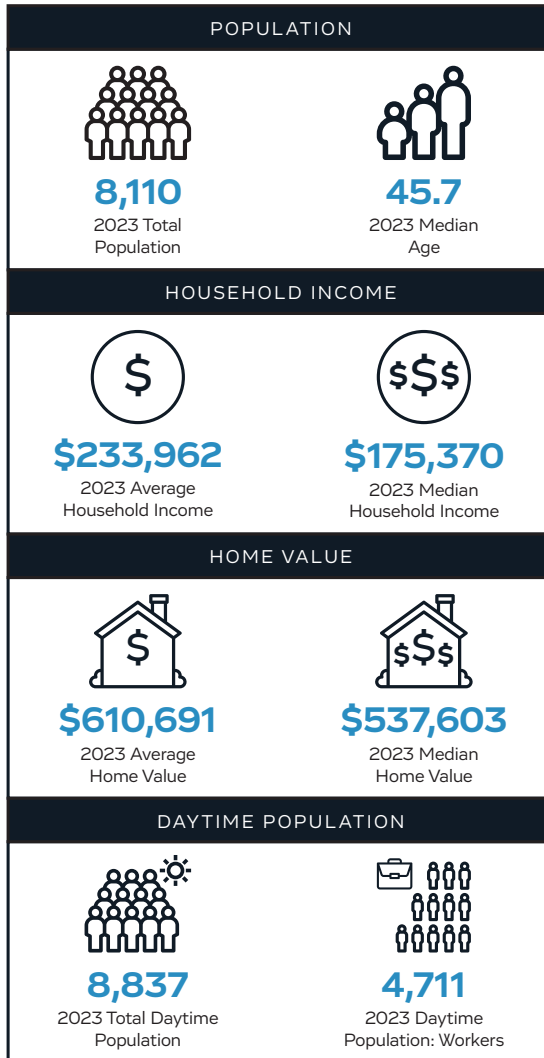 POPULATION
8,110
2023 Total
Population
45.7
2023 Median
Age
HOUSEHOLD INCOME
$
$233,962
2023 Average
Household Income
$$$
$175,370
2023 Median
Household Income
HOME VALUE
$
$610,691
2023 Average
Home Value
$$$
$537,603
2023 Median
Home Value
DAYTIME POPULATION
8,837
2023 Total Daytime
Population
4,711
2023 Daytime
Population: Workers